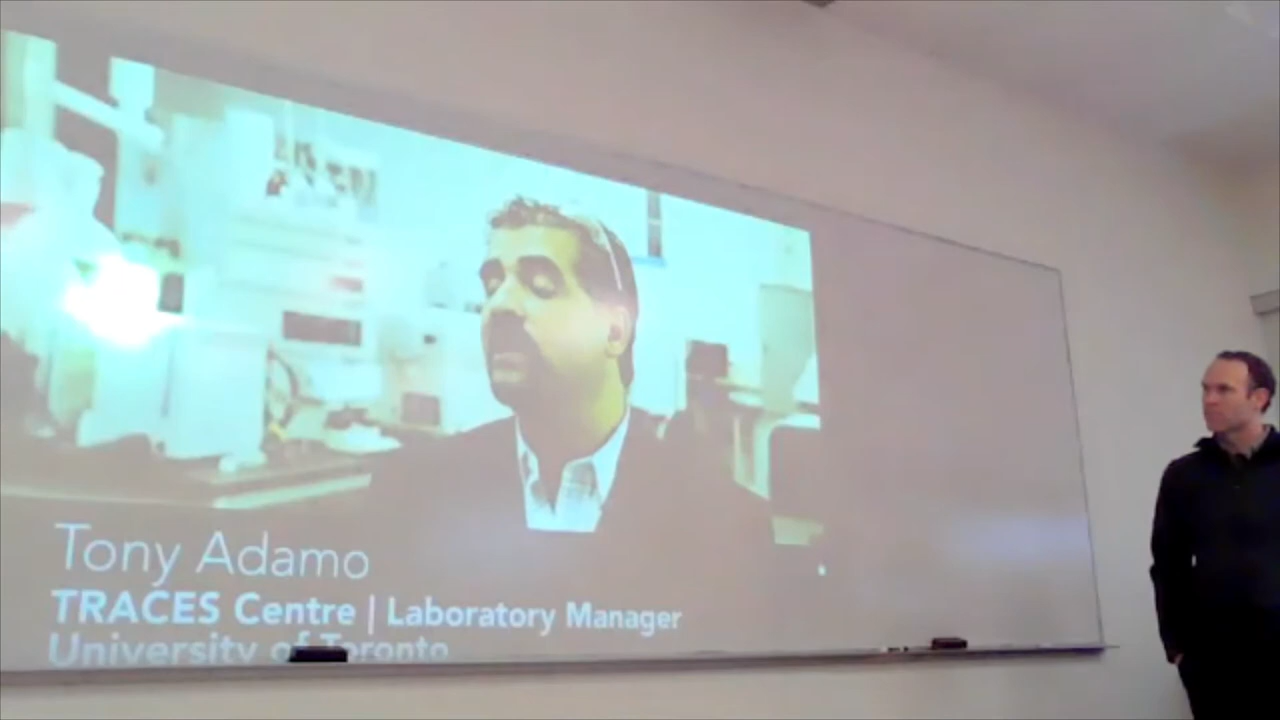 Tony Adamo
TRACES Centre | Laboratory Manager
University of Toronto